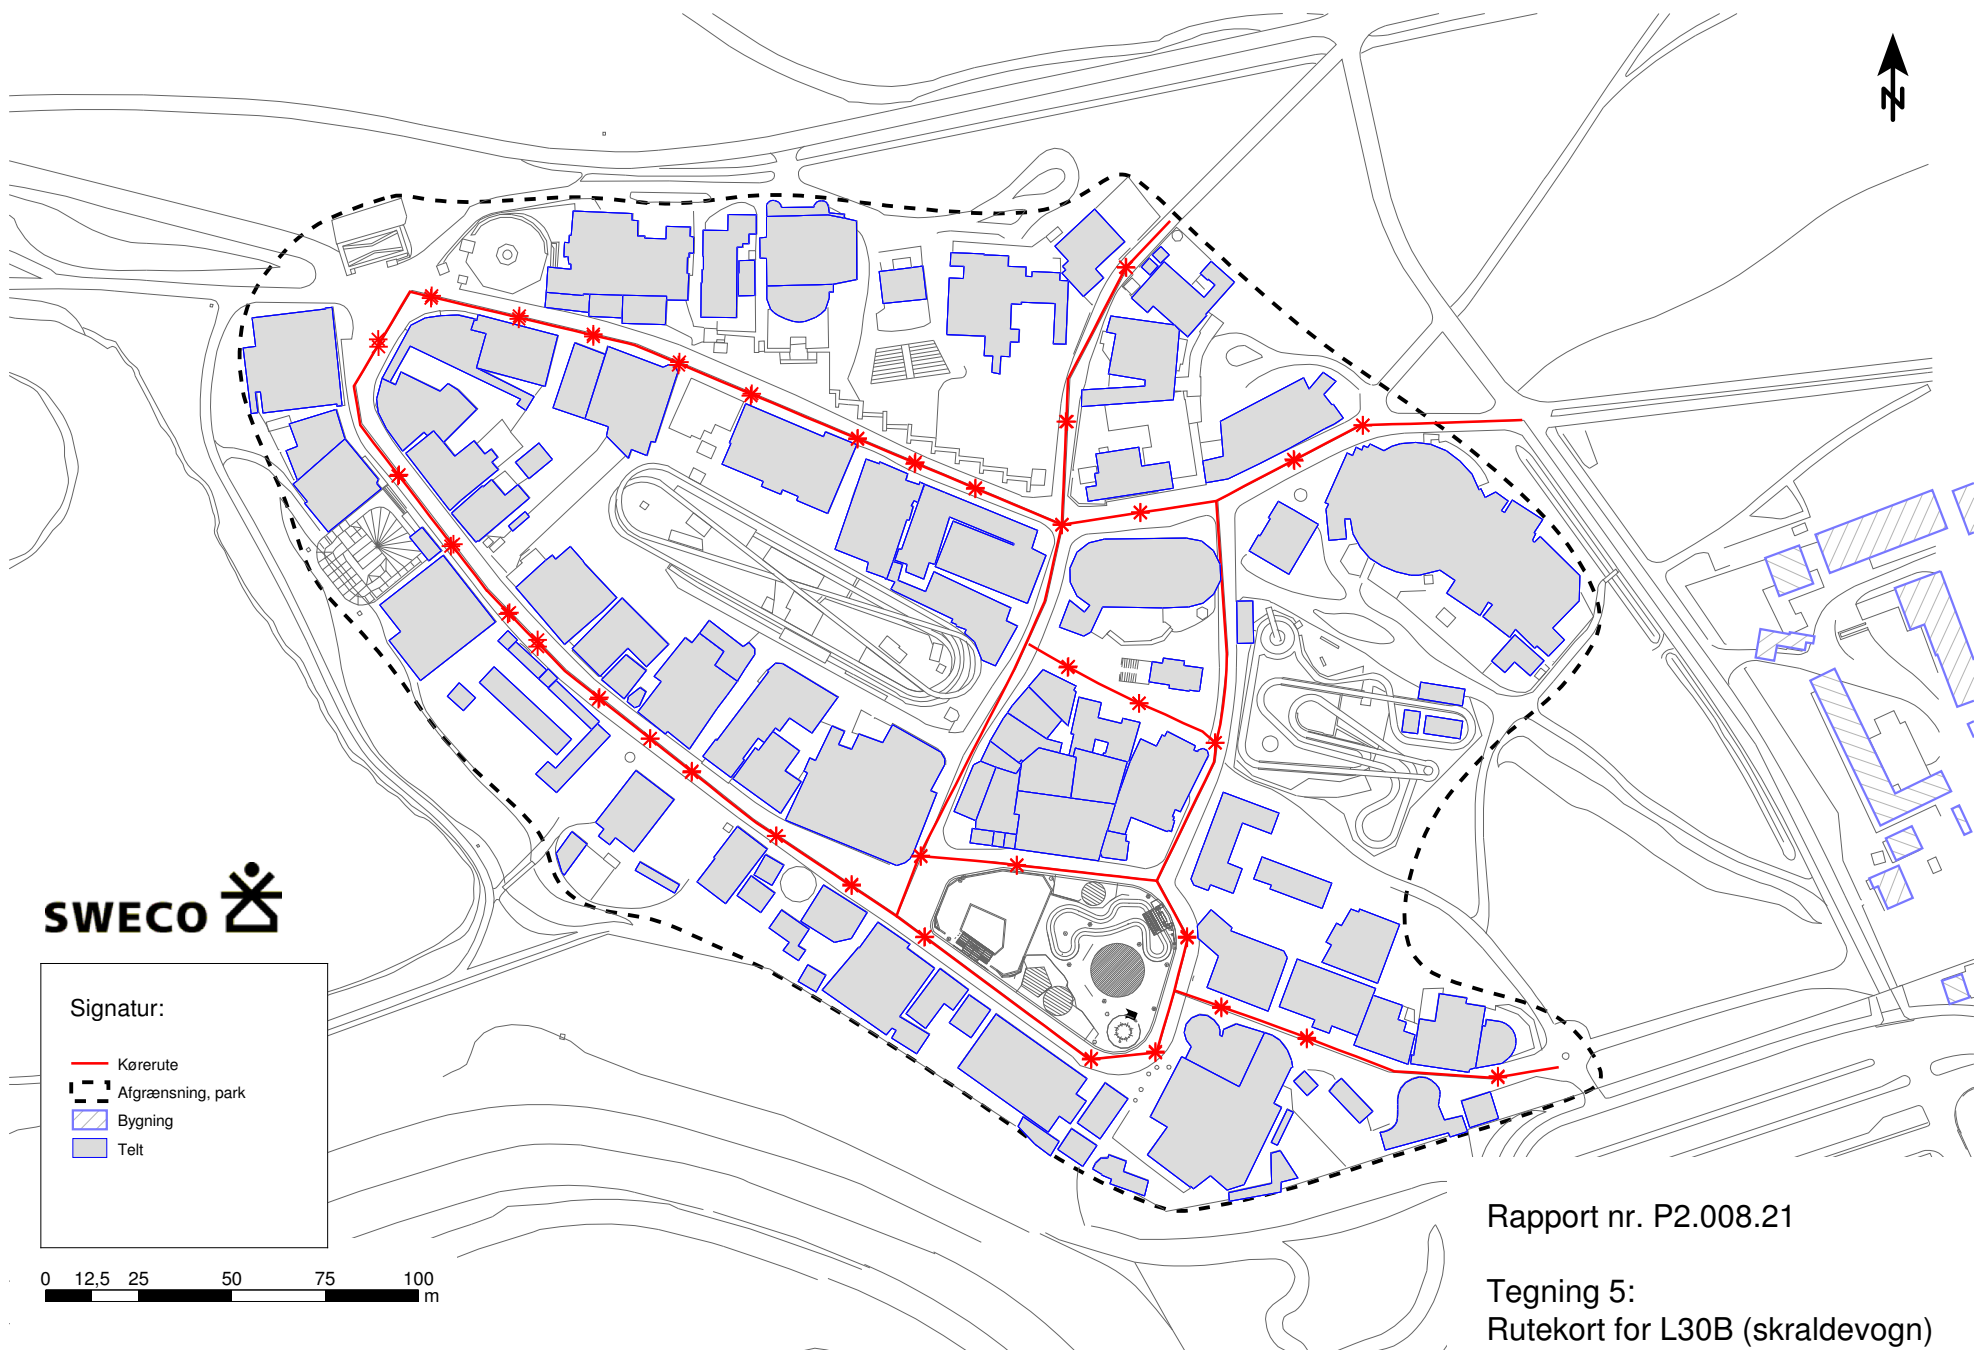 N
SWECO
Signatur:
Kørerute
Afgrænsning, park
Bygning
Telt
0 12,5 25 50 75 100
m
Rapport nr. P2.008.21
Tegning 5:
Rutekort for L30B (skraldevogn)